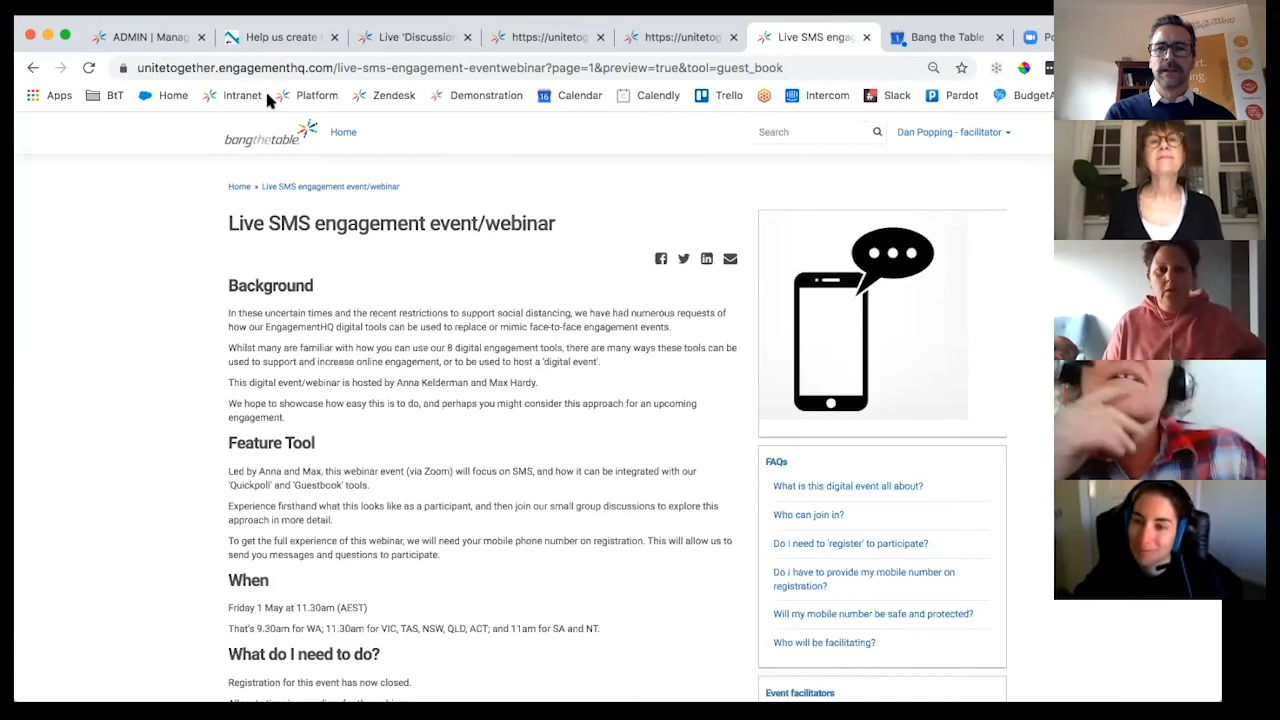 ADMIN | Manag
Help us create
Live 'Discussion
https://unitetog
https://unitetog
Live SMS engag
Bang the Table
Po
unitetogether.engagementhq.com/live-sms-engagement-eventwebinar?page=1&preview=true&tool=guest_book
Apps BtT Home Intranet Platform Zendesk Demonstration Calendar Calendly Trello Intercom Slack Pardot BudgetA
bangthetable. Home Search Dan Popping - facilitator
Home » Live SMS engagement event/webinar
Live SMS engagement event/webinar
Background
In these uncertain times and the recent restrictions to support social distancing, we have had numerous requests of
how our EngagementHQ digital tools can be used to replace or mimic face-to-face engagement events.
Whilst many are familiar with how you can use our 8 digital engagement tools, there are many ways these tools can be
used to support and increase online engagement, or to be used to host a 'digital event'.
This digital event/webinar is hosted by Anna Kelderman and Max Hardy.
We hope to showcase how easy this is to do, and perhaps you might consider this approach for an upcoming
engagement.
Feature Tool
Led by Anna and Max, this webinar event (via Zoom) will focus on SMS, and how it can be integrated with our
'Quickpoll' and 'Guestbook' tools.
Experience firsthand what this looks like as a participant, and then join our small group discussions to explore this
approach in more detail.
To get the full experience of this webinar, we will need your mobile phone number on registration. This will allow us to
send you messages and questions to participate.
When
Friday 1 May at 11.30am (AEST)
That's 9.30am for WA; 11.30am for VIC, TAS, NSW, QLD, ACT; and 11am for SA and NT.
What do I need to do?
Registration for this event has now closed.
FAQs
What is this digital event all about?
Who can join in?
Do I need to 'register' to participate?
Do I have to provide my mobile number on
registration?
Will my mobile number be safe and protected?
Who will be facilitating?
Event facilitators